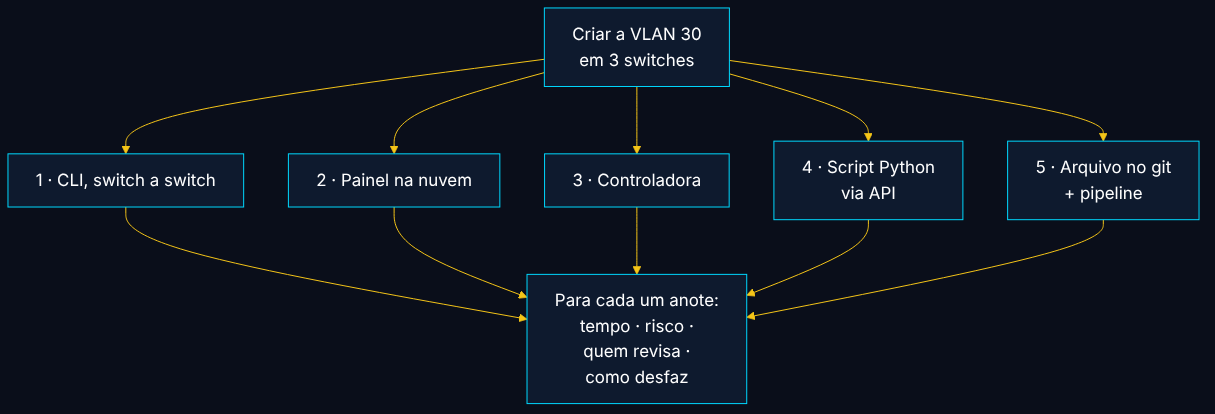 Criar a VLAN 30
em 3 switches
1 · CLI, switch a switch
2 · Painel na nuvem
3 · Controladora
4 · Script Python
via API
5 · Arquivo no git
+ pipeline
Para cada um anote:
tempo · risco ·
quem revisa ·
como desfaz